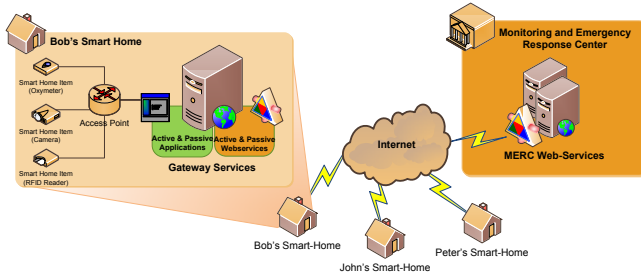 Bob's Smart Home
Smart Home Item
(Oxymeter)
Smart Home Item
(Camera)
Smart Home Item
(RFID Reader)
Access Point
Active & Passive
Applications
Active & Passive
Webservices
Gateway Services
Internet
Monitoring and Emergency
Response Center
MERC Web-Services
Bob's Smart-Home
John's Smart-Home
Peter's Smart-Home